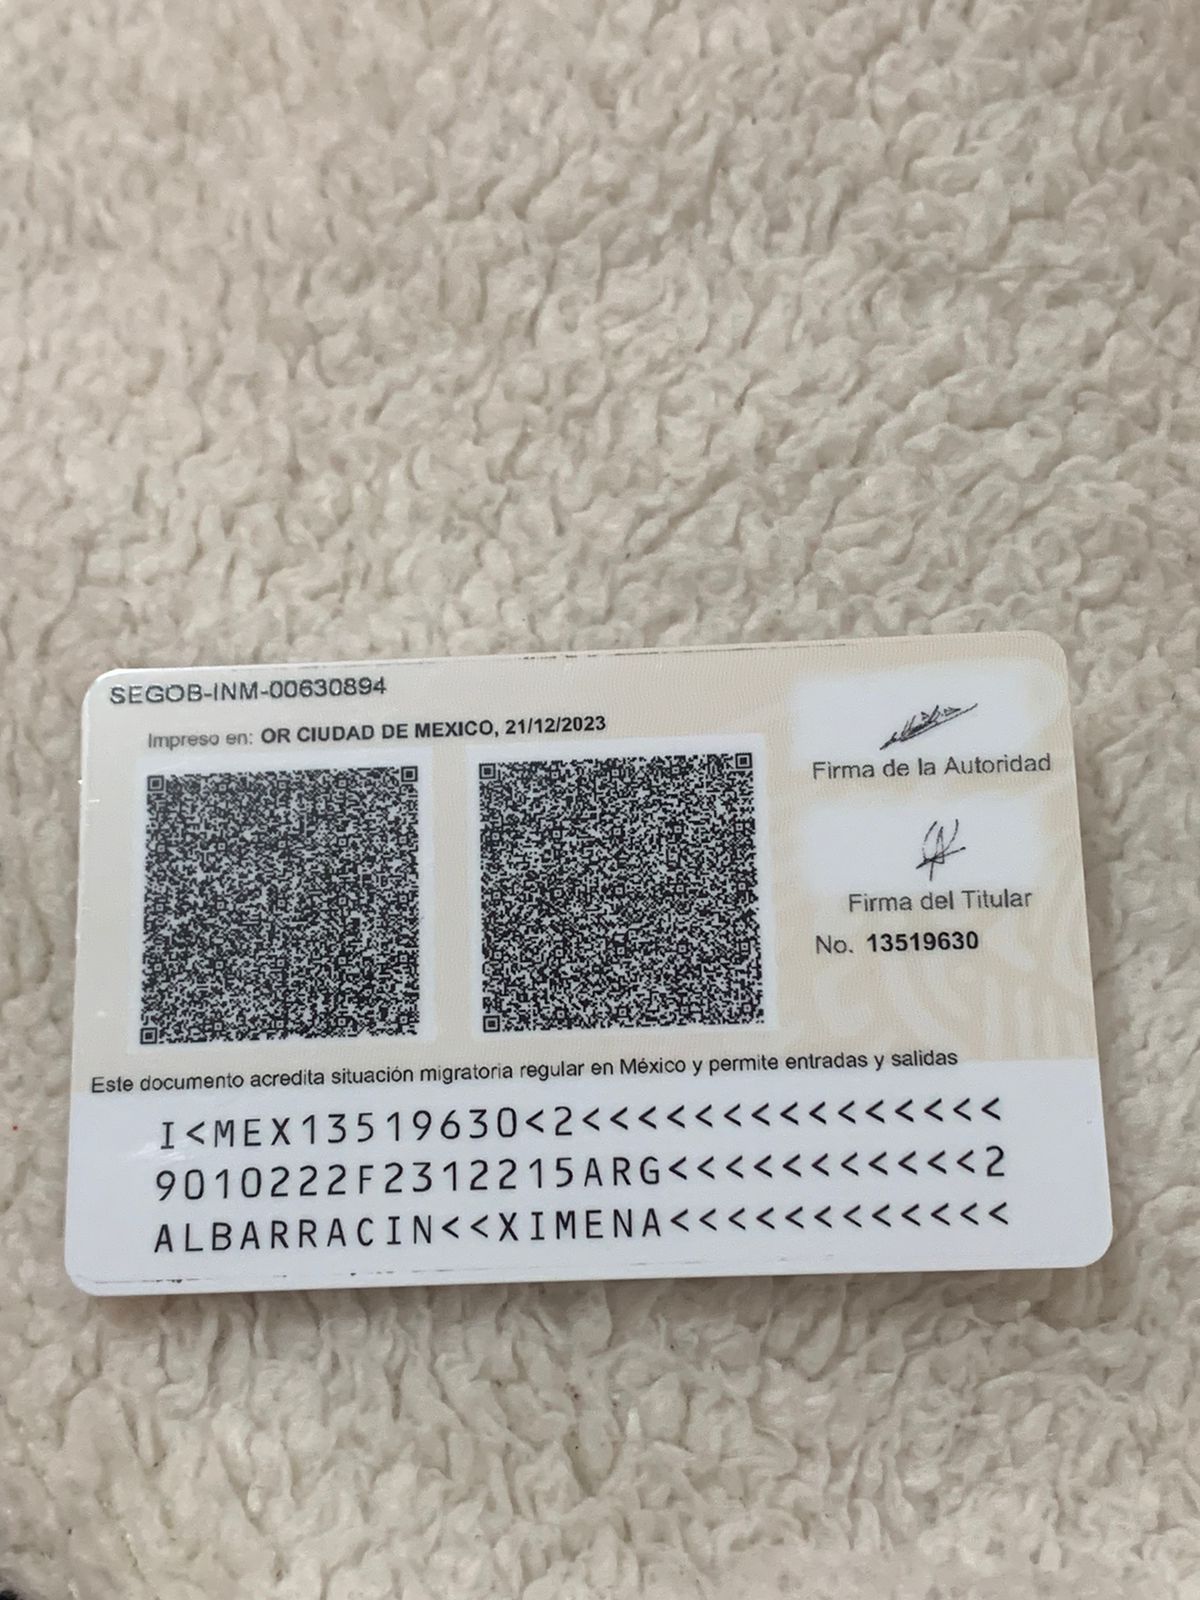 SEGOB-INM-00630894
Impreso en: OR CIUDAD DE MEXICO, 21/12/2023
Firma de la Autoridad
Firma del Titular
No. 13519630
Este documento acredita situación migratoria regular en México y permite entradas y salidas
I<MEX13519630<2<<<<<<<<<<<<<<<
9010222F2312215ARG<<<<<<<<<<<2
ALBARRACIN<<XIMENA<<<<<<<<<<<<